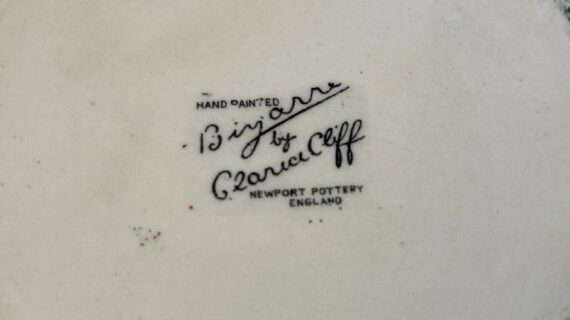 HAND PAINTED
Bizarre
by
Clarice Cliff
NEWPORT POTTERY
ENGLAND